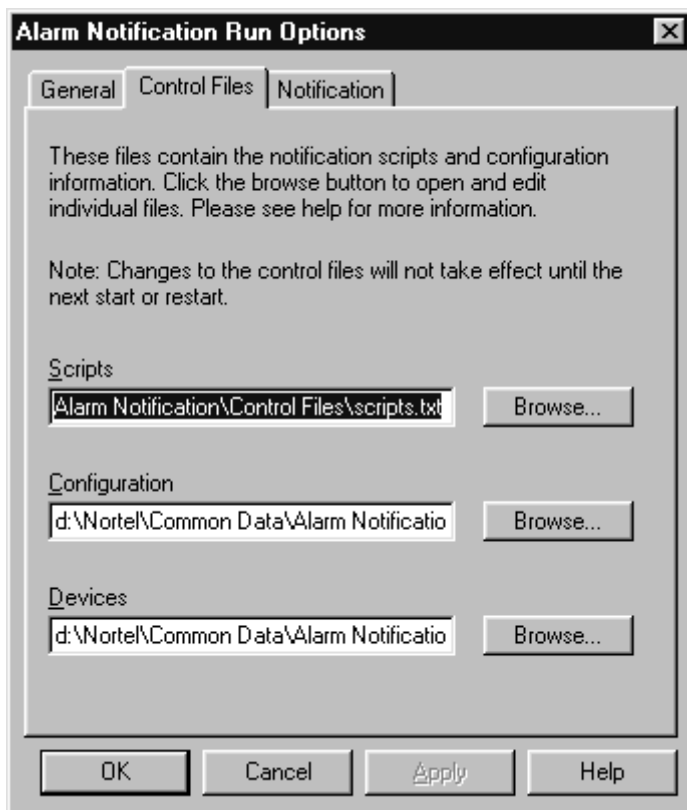 Alarm Notification Run Options
General
Control Files
Notification
These files contain the notification scripts and configuration
information. Click the browse button to open and edit
individual files. Please see help for more information.
Note: Changes to the control files will not take effect until the
next start or restart.
Scripts
Alarm Notification\Control Files\scripts.txt
Browse...
Configuration
d:\Nortel\Common Data\Alarm Notificatio
Browse...
Devices
d:\Nortel\Common Data\Alarm Notificatio
Browse...
OK
Cancel
Apply
Help